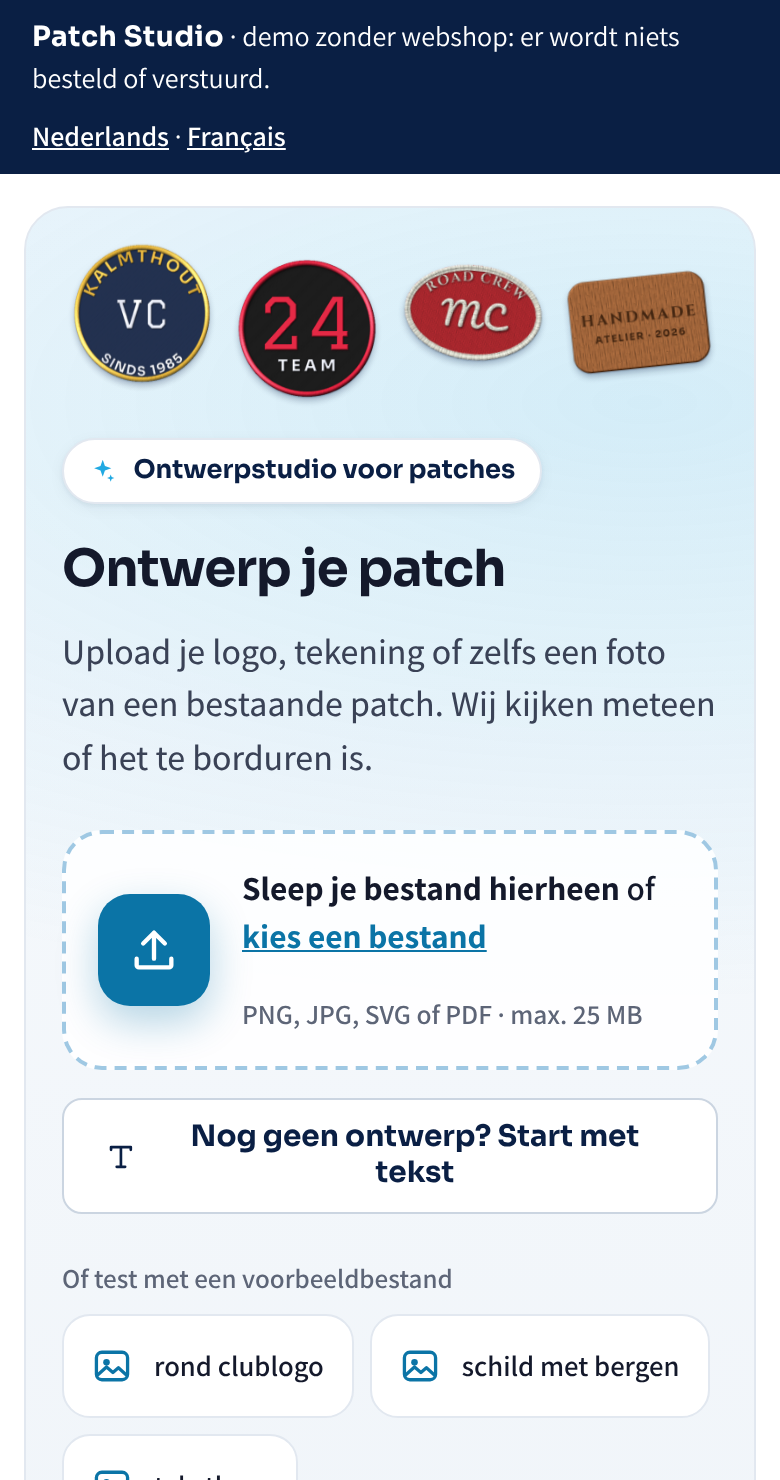 Patch Studio · demo zonder webshop: er wordt niets
besteld of verstuurd.
Nederlands · Français
KALMTHOUT
VC
SINDS 1985
24
TEAM
ROAD CREW
mc
HANDMADE
ATELIER · 2026
Ontwerpstudio voor patches
Ontwerp je patch
Upload je logo, tekening of zelfs een foto
van een bestaande patch. Wij kijken meteen
of het te borduren is.
Sleep je bestand hierheen of
kies een bestand
PNG, JPG, SVG of PDF · max. 25 MB
Nog geen ontwerp? Start met
tekst
Of test met een voorbeeldbestand
rond clublogo
schild met bergen